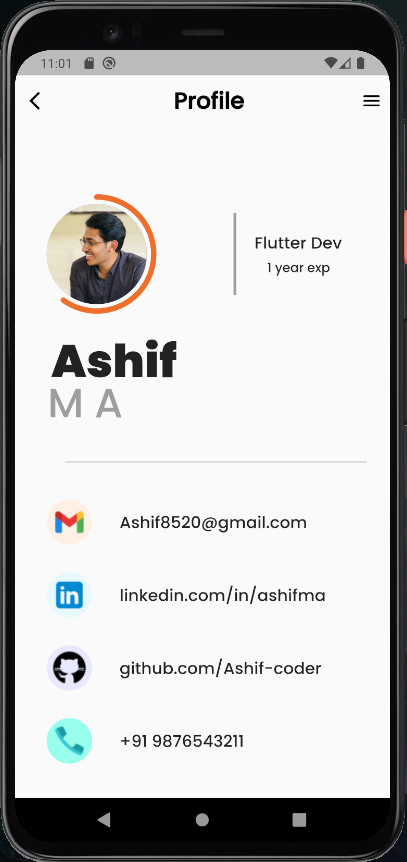 11:01
Profile
Flutter Dev
1 year exp
Ashif
M A
Ashif8520@gmail.com
in
linkedin.com/in/ashifma
github.com/Ashif-coder
+91 9876543211